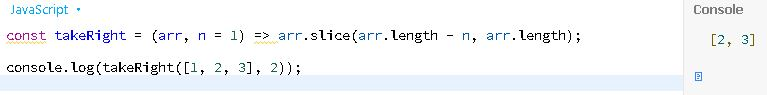 JavaScript
const takeRight = (arr, n = 1) => arr.slice(arr.length - n, arr.length);
console.log(takeRight([1, 2, 3], 2));
Console
[2, 3]